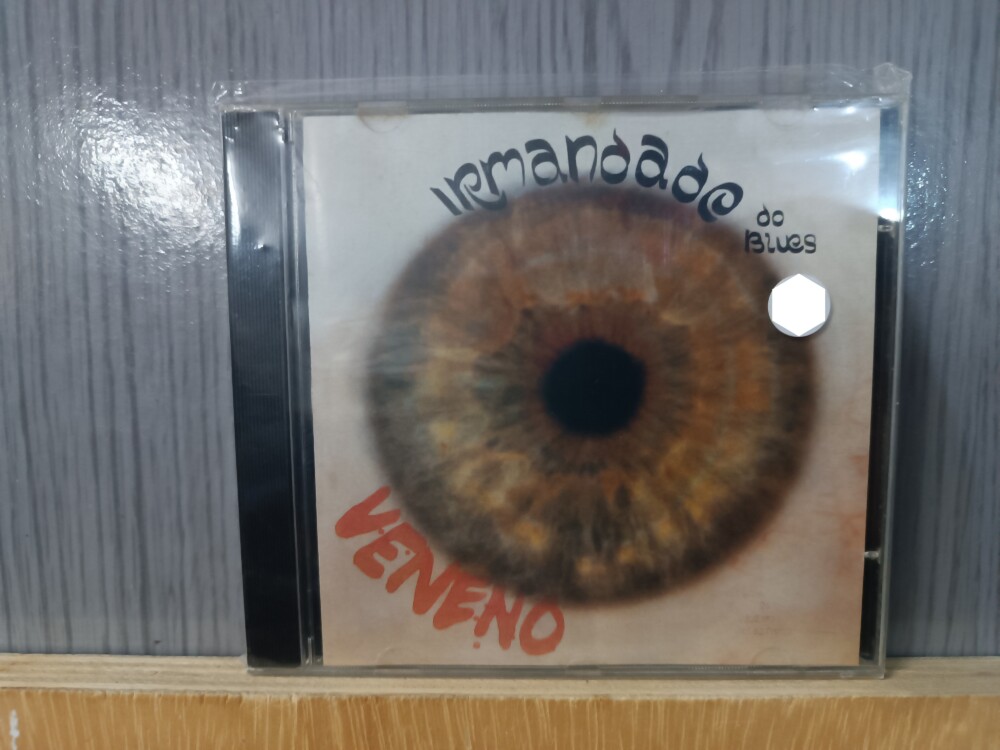 Irmandade
do
Blues
VENENO